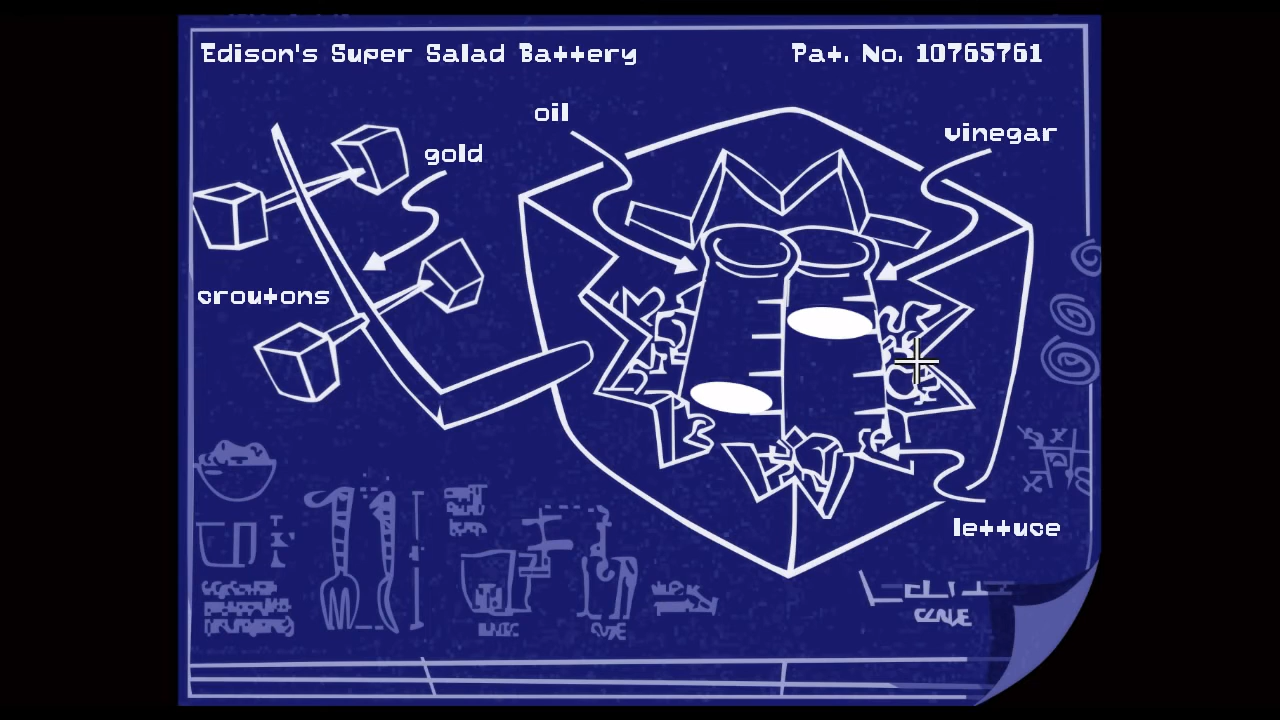 Edison's Super Salad Battery
Pat. No. 10765761
oil
vinegar
gold
croutons
lettuce